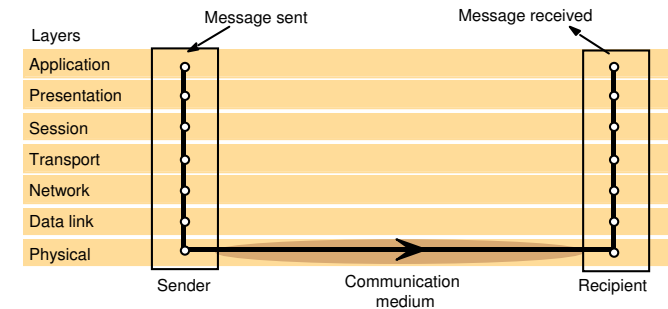 Message sent
Message received
Layers
Application
Presentation
Session
Transport
Network
Data link
Physical
Sender
Communication
medium
Recipient